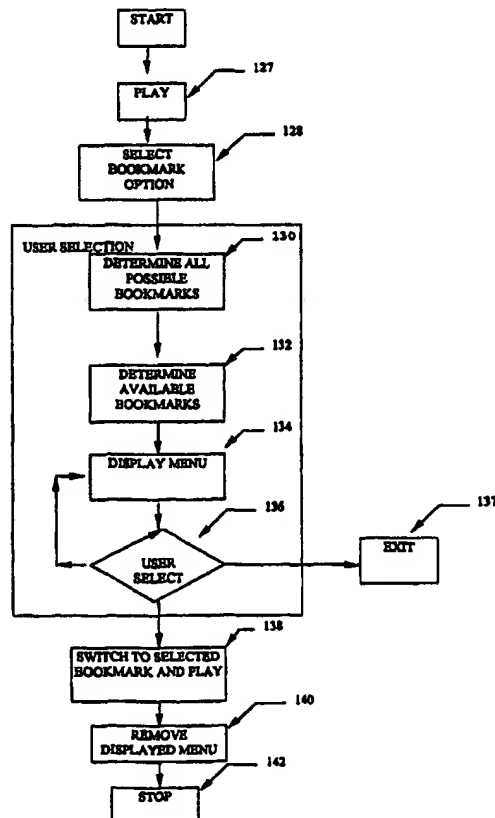 START
127
PLAY
128
SELECT
BOOKMARK
OPTION
USER SELECTION
130
DETERMINE ALL
POSSIBLE
BOOKMARKS
132
DETERMINE
AVAILABLE
BOOKMARKS
134
DISPLAY MENU
136
USER
SELECT
137
EXIT
138
SWITCH TO SELECTED
BOOKMARK AND PLAY
140
REMOVE
DISPLAYED MENU
142
STOP